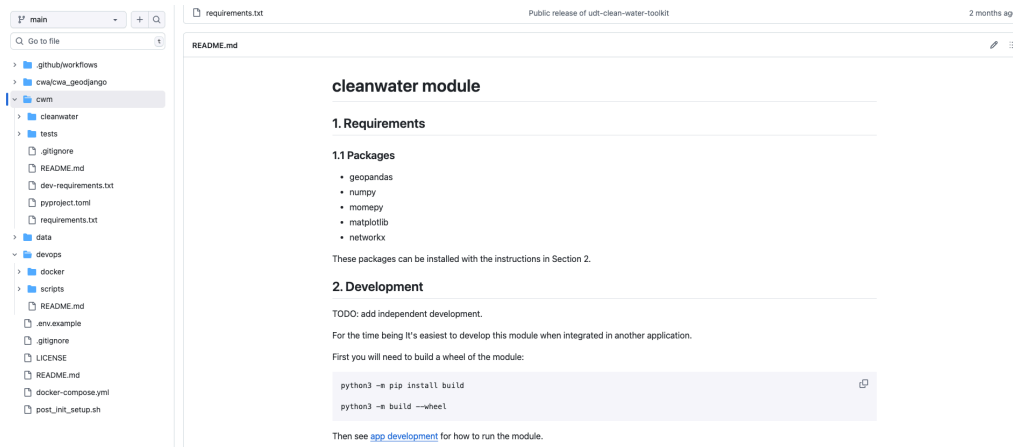 main
Go to file
t
.github/workflows
cwa/cwa_geodjango
cwm
cleanwater
tests
.gitignore
README.md
dev-requirements.txt
pyproject.toml
requirements.txt
data
devops
docker
scripts
README.md
.env.example
.gitignore
LICENSE
README.md
docker-compose.yml
post_init_setup.sh
requirements.txt Public release of udt-clean-water-toolkit 2 months ago
README.md
cleanwater module
1. Requirements
1.1 Packages
• geopandas
• numpy
• momepy
• matplotlib
• networkx
These packages can be installed with the instructions in Section 2.
2. Development
TODO: add independent development.
For the time being It's easiest to develop this module when integrated in another application.
First you will need to build a wheel of the module:
python3 -m pip install build
python3 -m build --wheel
Then see app development for how to run the module.